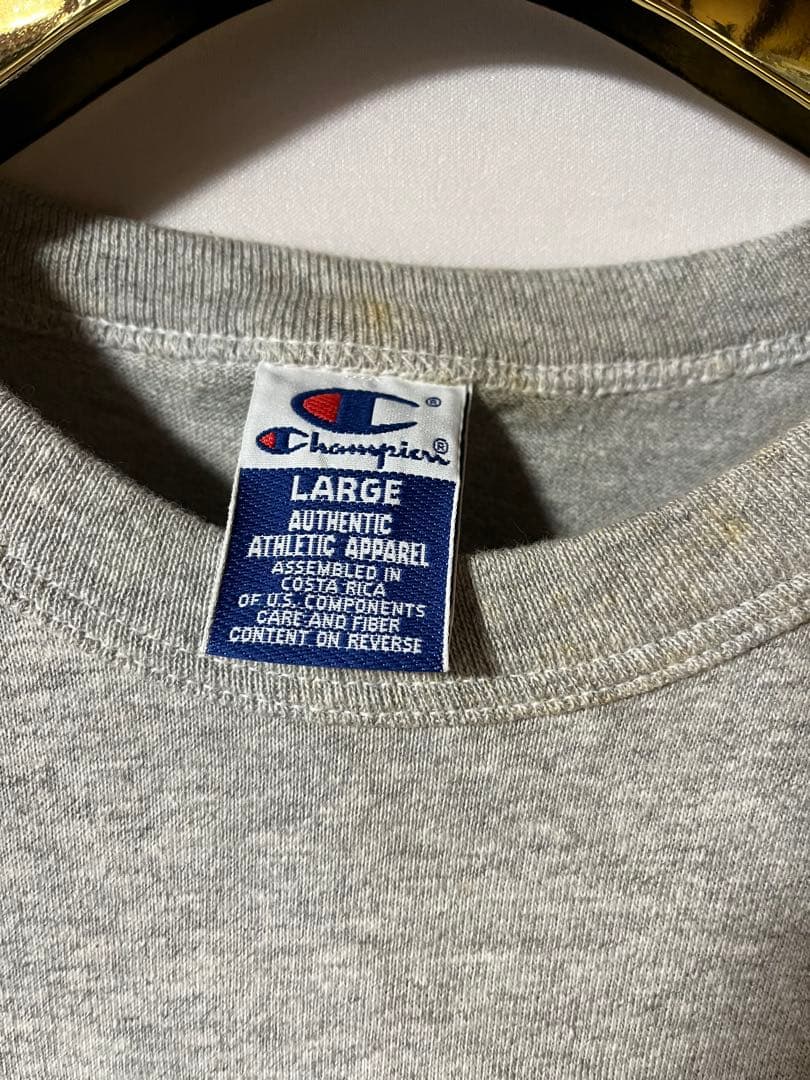 ®
Champion®
LARGE
AUTHENTIC
ATHLETIC APPAREL
ASSEMBLED IN
COSTA RICA
OF U.S. COMPONENTS
CARE AND FIBER
CONTENT ON REVERSE